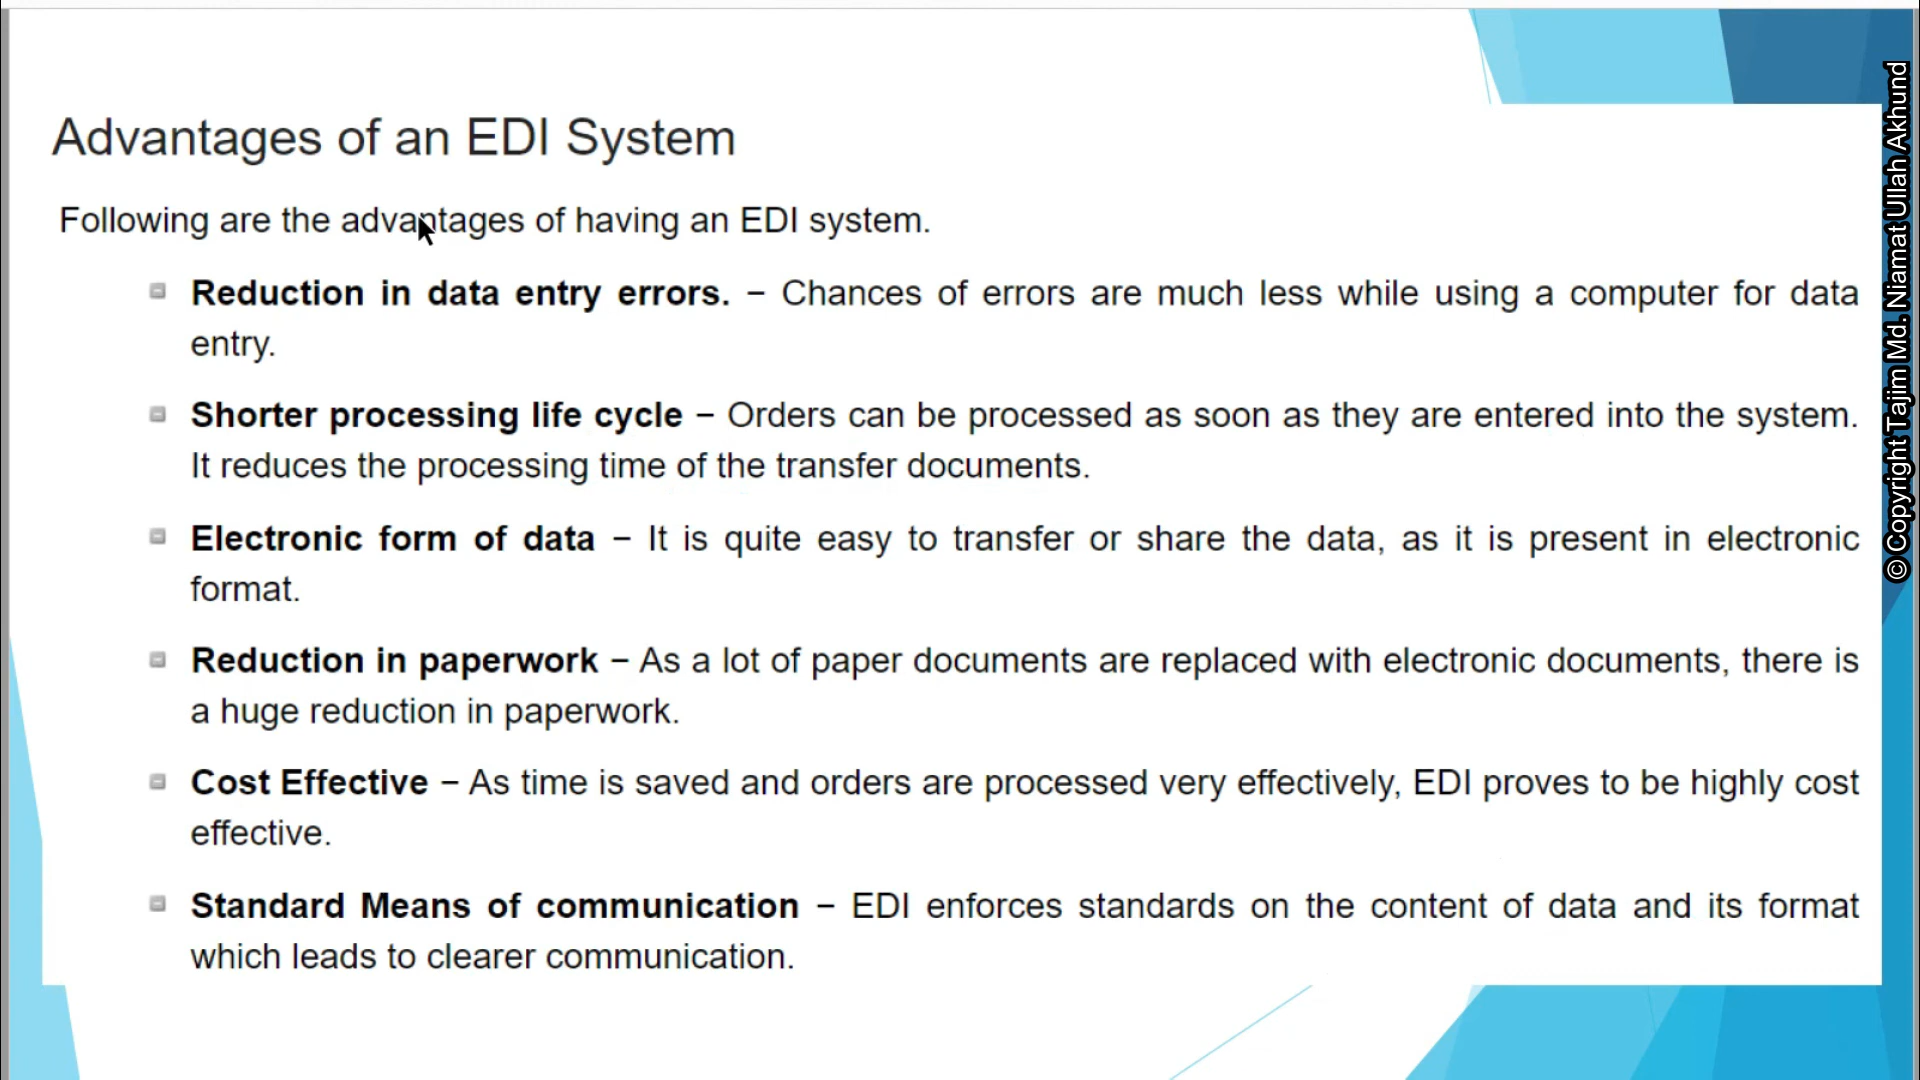 Advantages of an EDI System
Following are the advantages of having an EDI system.
Reduction in data entry errors. − Chances of errors are much less while using a computer for data
entry.
Shorter processing life cycle − Orders can be processed as soon as they are entered into the system.
It reduces the processing time of the transfer documents.
Electronic form of data − It is quite easy to transfer or share the data, as it is present in electronic
format.
Reduction in paperwork − As a lot of paper documents are replaced with electronic documents, there is
a huge reduction in paperwork.
Cost Effective − As time is saved and orders are processed very effectively, EDI proves to be highly cost
effective.
Standard Means of communication − EDI enforces standards on the content of data and its format
which leads to clearer communication.
© Copyright Tajim Md. Niamat Ullah Akhund